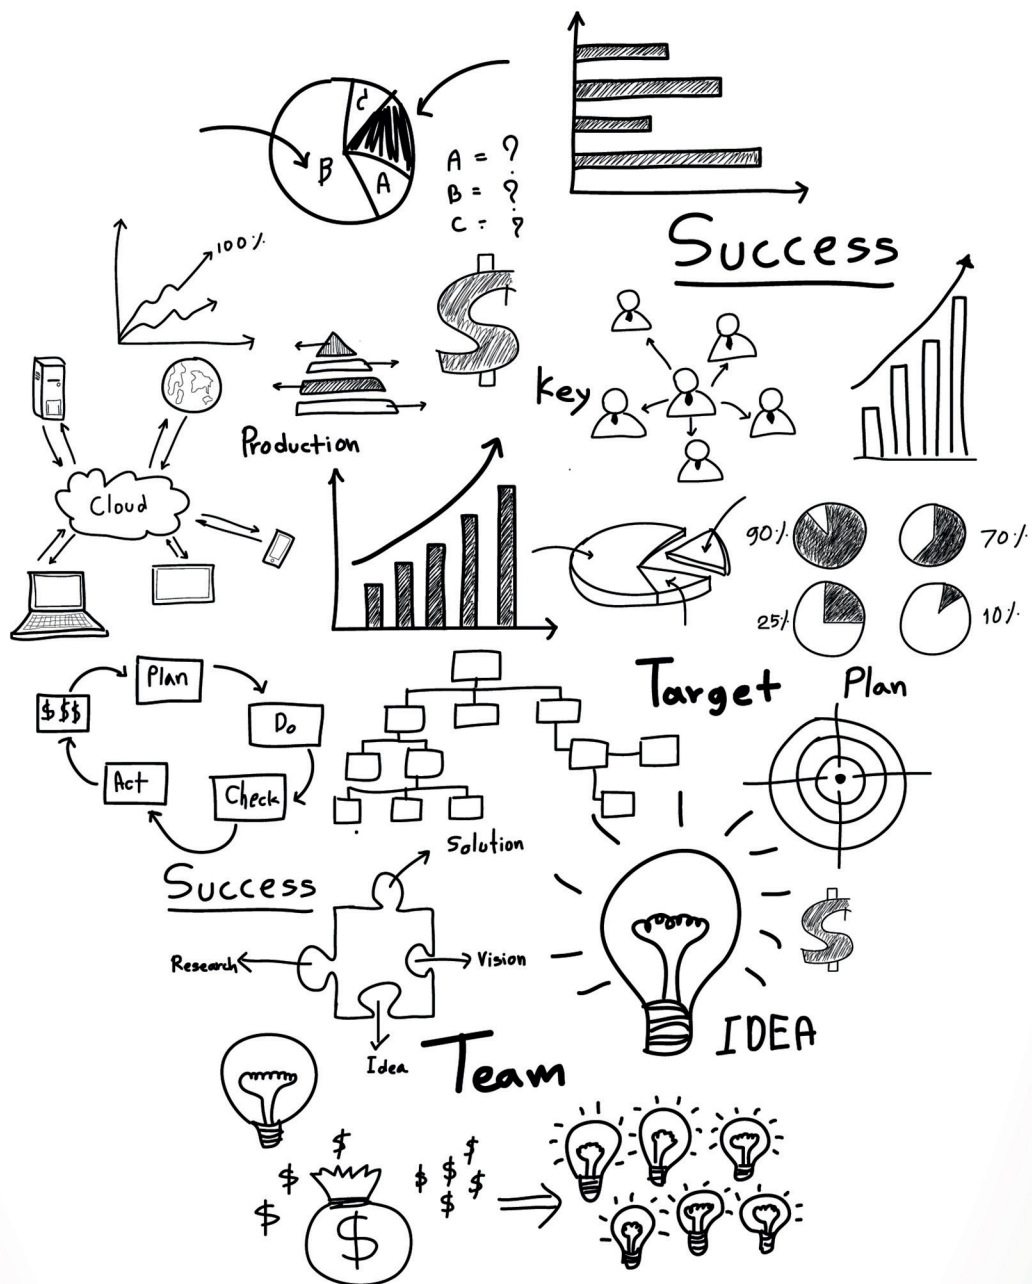 C
B
A
A = ?
B = ?
C = ?
Success
100%
$
Key
Production
Cloud
90%
70%
25%
10%
Target
Plan
Plan
$$$
Do
Act
Check
Solution
Success
Research
Vision
$
IDEA
Idea
Team
$
$
$
$
$
$
$
$
$
$